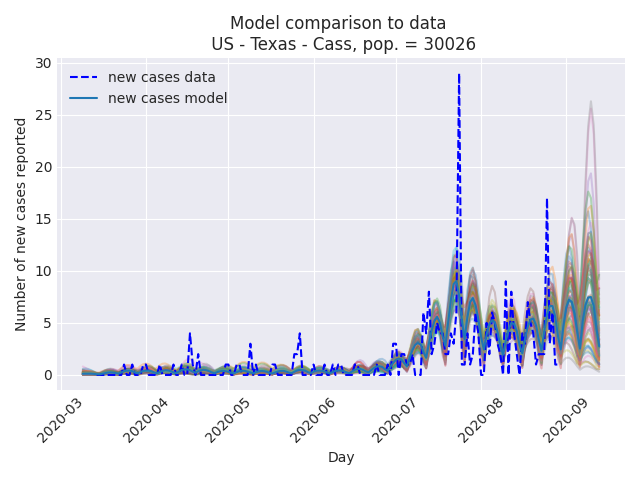 Model comparison to data
US - Texas - Cass, pop. = 30026
new cases data
new cases model
Number of new cases reported
30
25
20
15
10
5
0
2020-03
2020-04
2020-05
2020-06
2020-07
2020-08
2020-09
Day